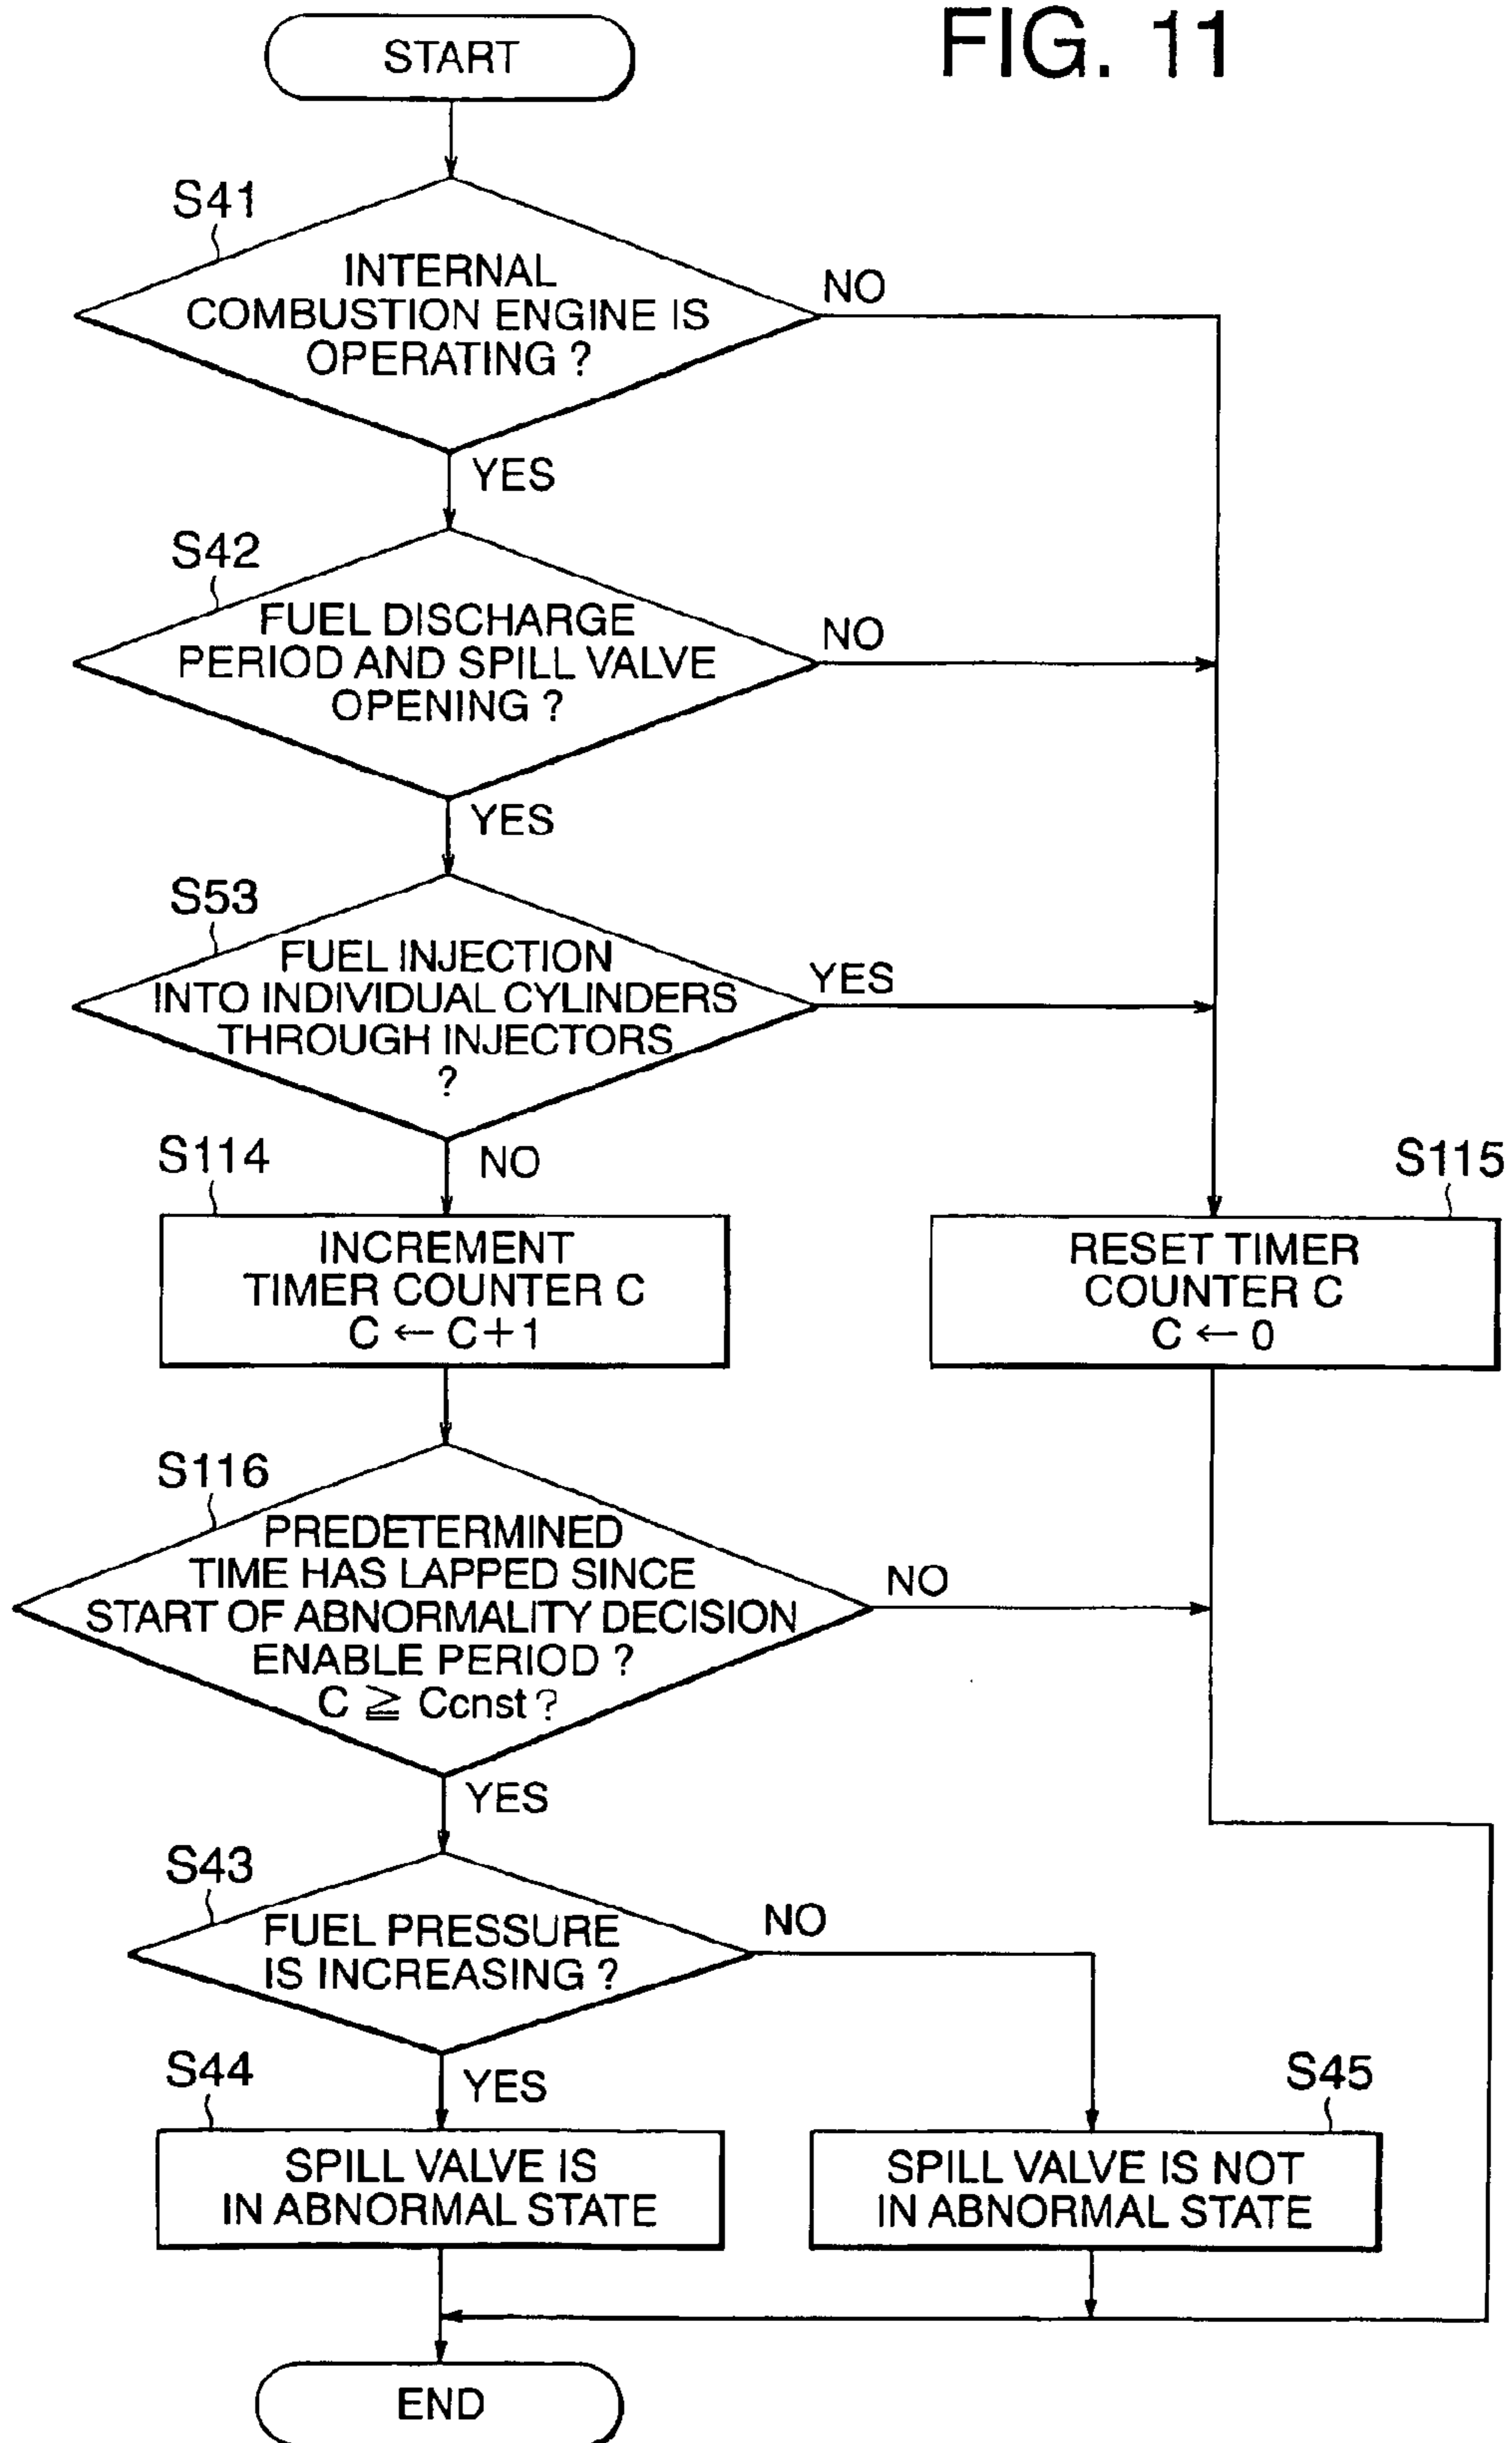 FIG. 11
START
S41
INTERNAL
COMBUSTION ENGINE IS
OPERATING ?
NO
YES
S42
FUEL DISCHARGE
PERIOD AND SPILL VALVE
OPENING ?
NO
YES
S53
FUEL INJECTION
INTO INDIVIDUAL CYLINDERS
THROUGH INJECTORS
?
YES
NO
S114
INCREMENT
TIMER COUNTER C
C ← C+1
S115
RESET TIMER
COUNTER C
C ← 0
S116
PREDETERMINED
TIME HAS LAPPED SINCE
START OF ABNORMALITY DECISION
ENABLE PERIOD ?
C ≧ Ccnst ?
NO
YES
S43
FUEL PRESSURE
IS INCREASING ?
NO
YES
S44
SPILL VALVE IS
IN ABNORMAL STATE
S45
SPILL VALVE IS NOT
IN ABNORMAL STATE
END